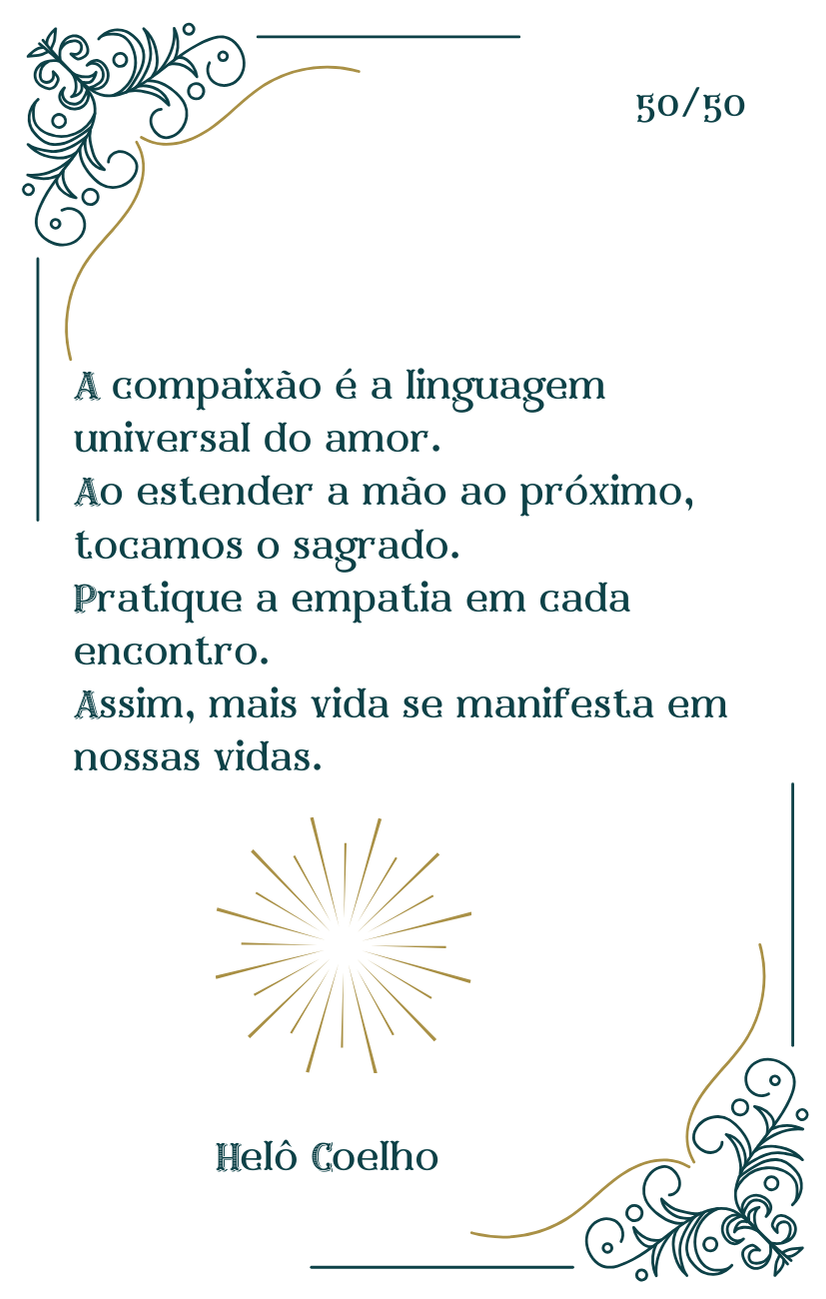 50/50
A compaixão é a linguagem
universal do amor.
Ao estender a mão ao próximo,
tocamos o sagrado.
Pratique a empatia em cada
encontro.
Assim, mais vida se manifesta em
nossas vidas.
Helô Coelho